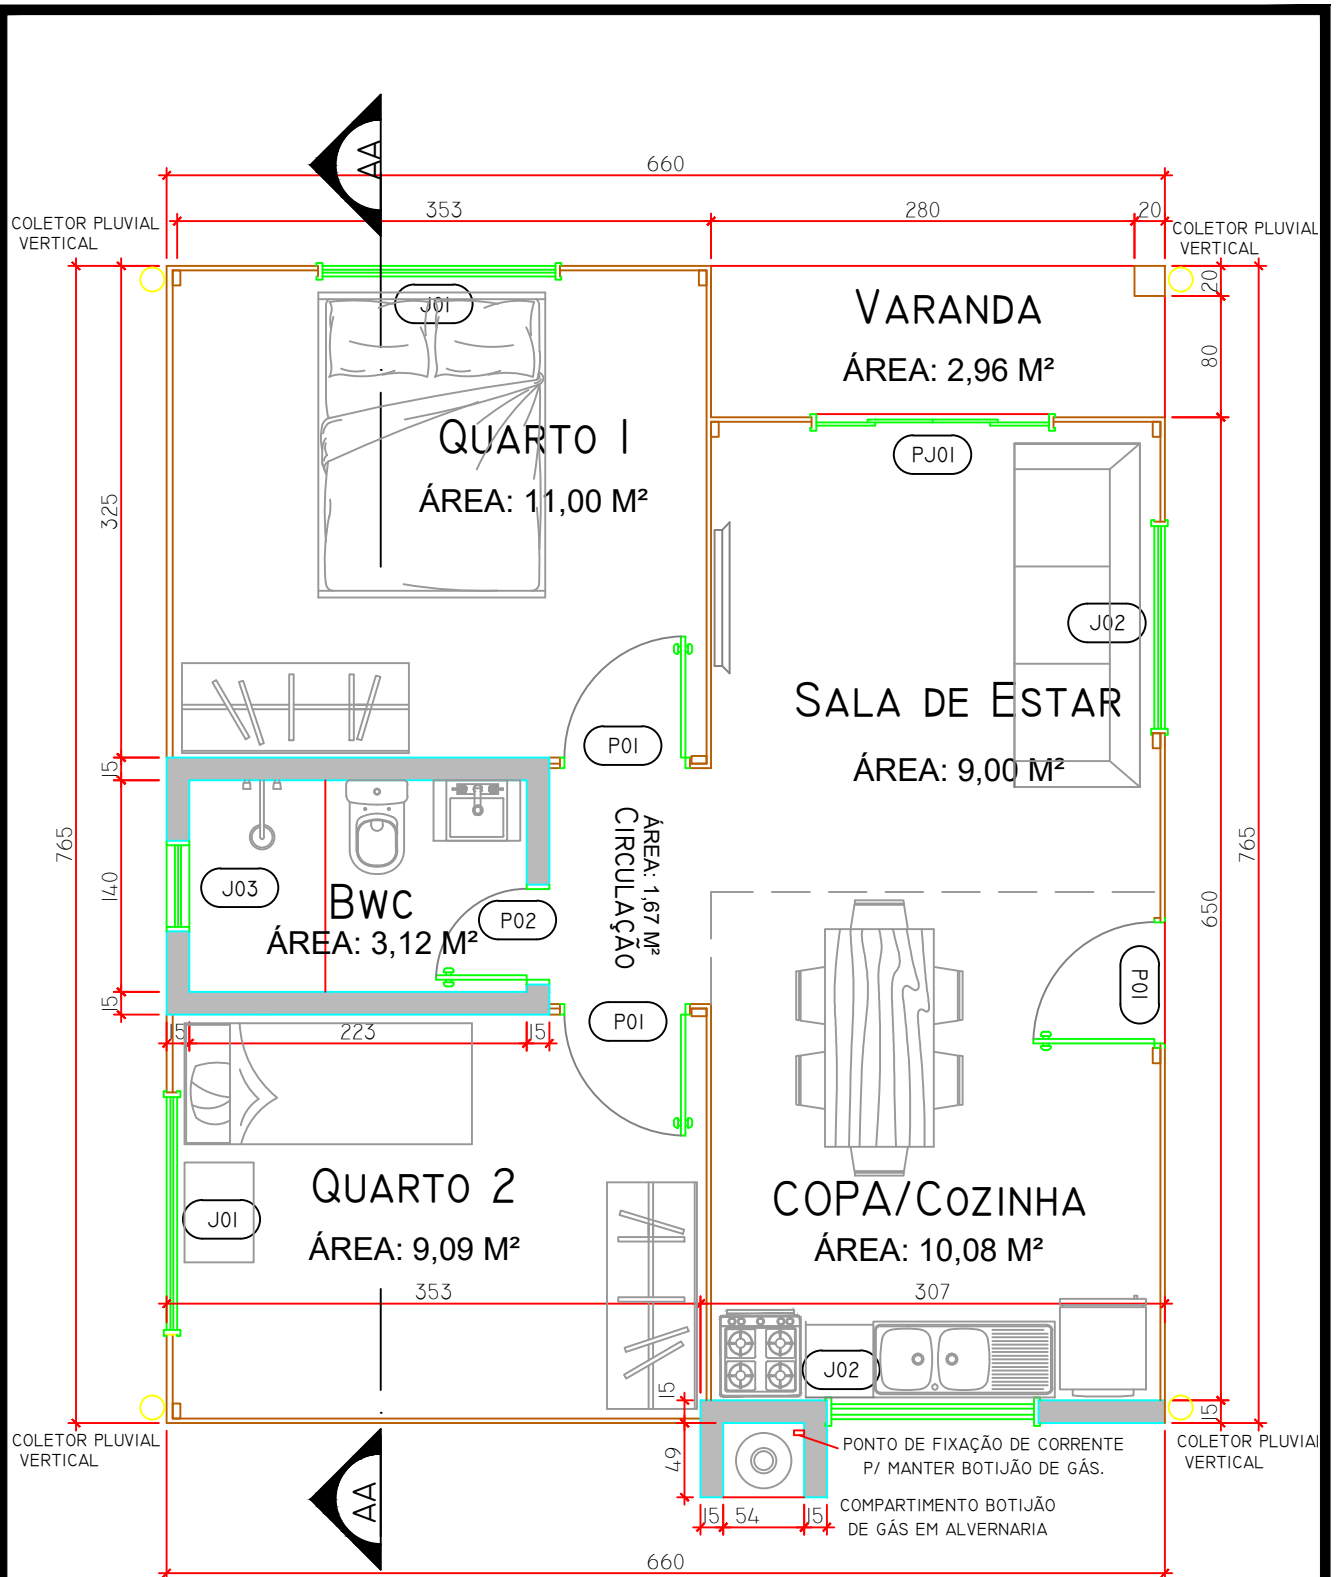 AA
660
353
280
20
COLETOR PLUVIAL
VERTICAL
COLETOR PLUVIAL
VERTICAL
20
80
J01
VARANDA
ÁREA: 2,96 M²
QUARTO 1
ÁREA: 11,00 M²
PJ01
325
J02
SALA DE ESTAR
ÁREA: 9,00 M²
P01
15
765
140
15
J03
BWC
ÁREA: 3,12 M²
P02
CIRCULAÇÃO
ÁREA: 1,67 M²
765
650
P01
P01
15
223
15
QUARTO 2
ÁREA: 9,09 M²
J01
COPA/COZINHA
ÁREA: 10,08 M²
353
307
J02
15
15
49
COLETOR PLUVIAL
VERTICAL
COLETOR PLUVIAL
VERTICAL
PONTO DE FIXAÇÃO DE CORRENTE
P/ MANTER BOTIJÃO DE GÁS.
COMPARTIMENTO BOTIJÃO
DE GÁS EM ALVERNARIA
15
54
15
AA
660